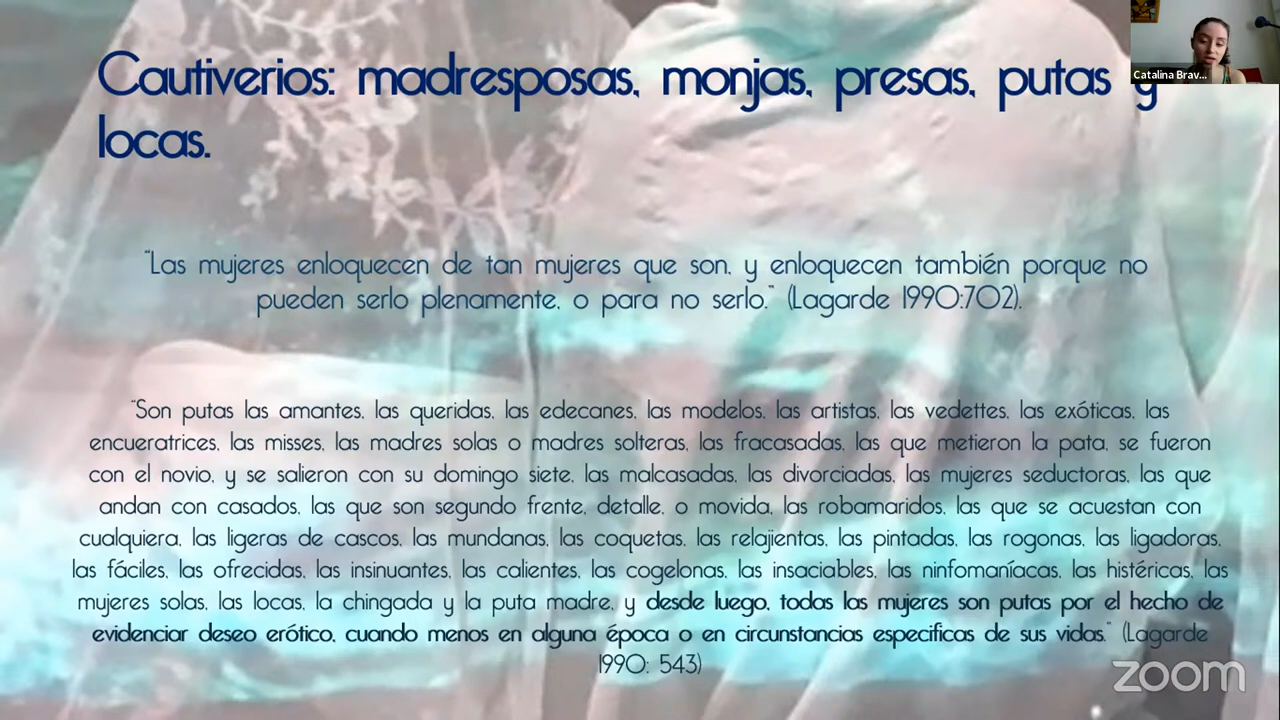 Catalina Brav...
Cautiverios: madresposas, monjas, presas, putas y
locas.
"Las mujeres enloquecen de tan mujeres que son, y enloquecen también porque no
pueden serlo plenamente, o para no serlo." (Lagarde 1990:702).
"Son putas las amantes, las queridas, las edecanes, las modelos, las artistas, las vedettes, las exóticas, las
encueratrices, las misses, las madres solas o madres solteras, las fracasadas, las que metieron la pata, se fueron
con el novio, y se salieron con su domingo siete, las malcasadas, las divorciadas, las mujeres seductoras, las que
andan con casados, las que son segundo frente, detalle, o movida, las robamaridos, las que se acuestan con
cualquiera, las ligeras de cascos, las mundanas, las coquetas, las relajientas, las pintadas, las rogonas, las ligadoras,
las fáciles, las ofrecidas, las insinuantes, las calientes, las cogelonas, las insaciables, las ninfomaníacas, las histéricas, las
mujeres solas, las locas, la chingada y la puta madre, y desde luego, todas las mujeres son putas por el hecho de
evidenciar deseo erótico, cuando menos en alguna época o en circunstancias especificas de sus vidas." (Lagarde
1990: 543)
zoom